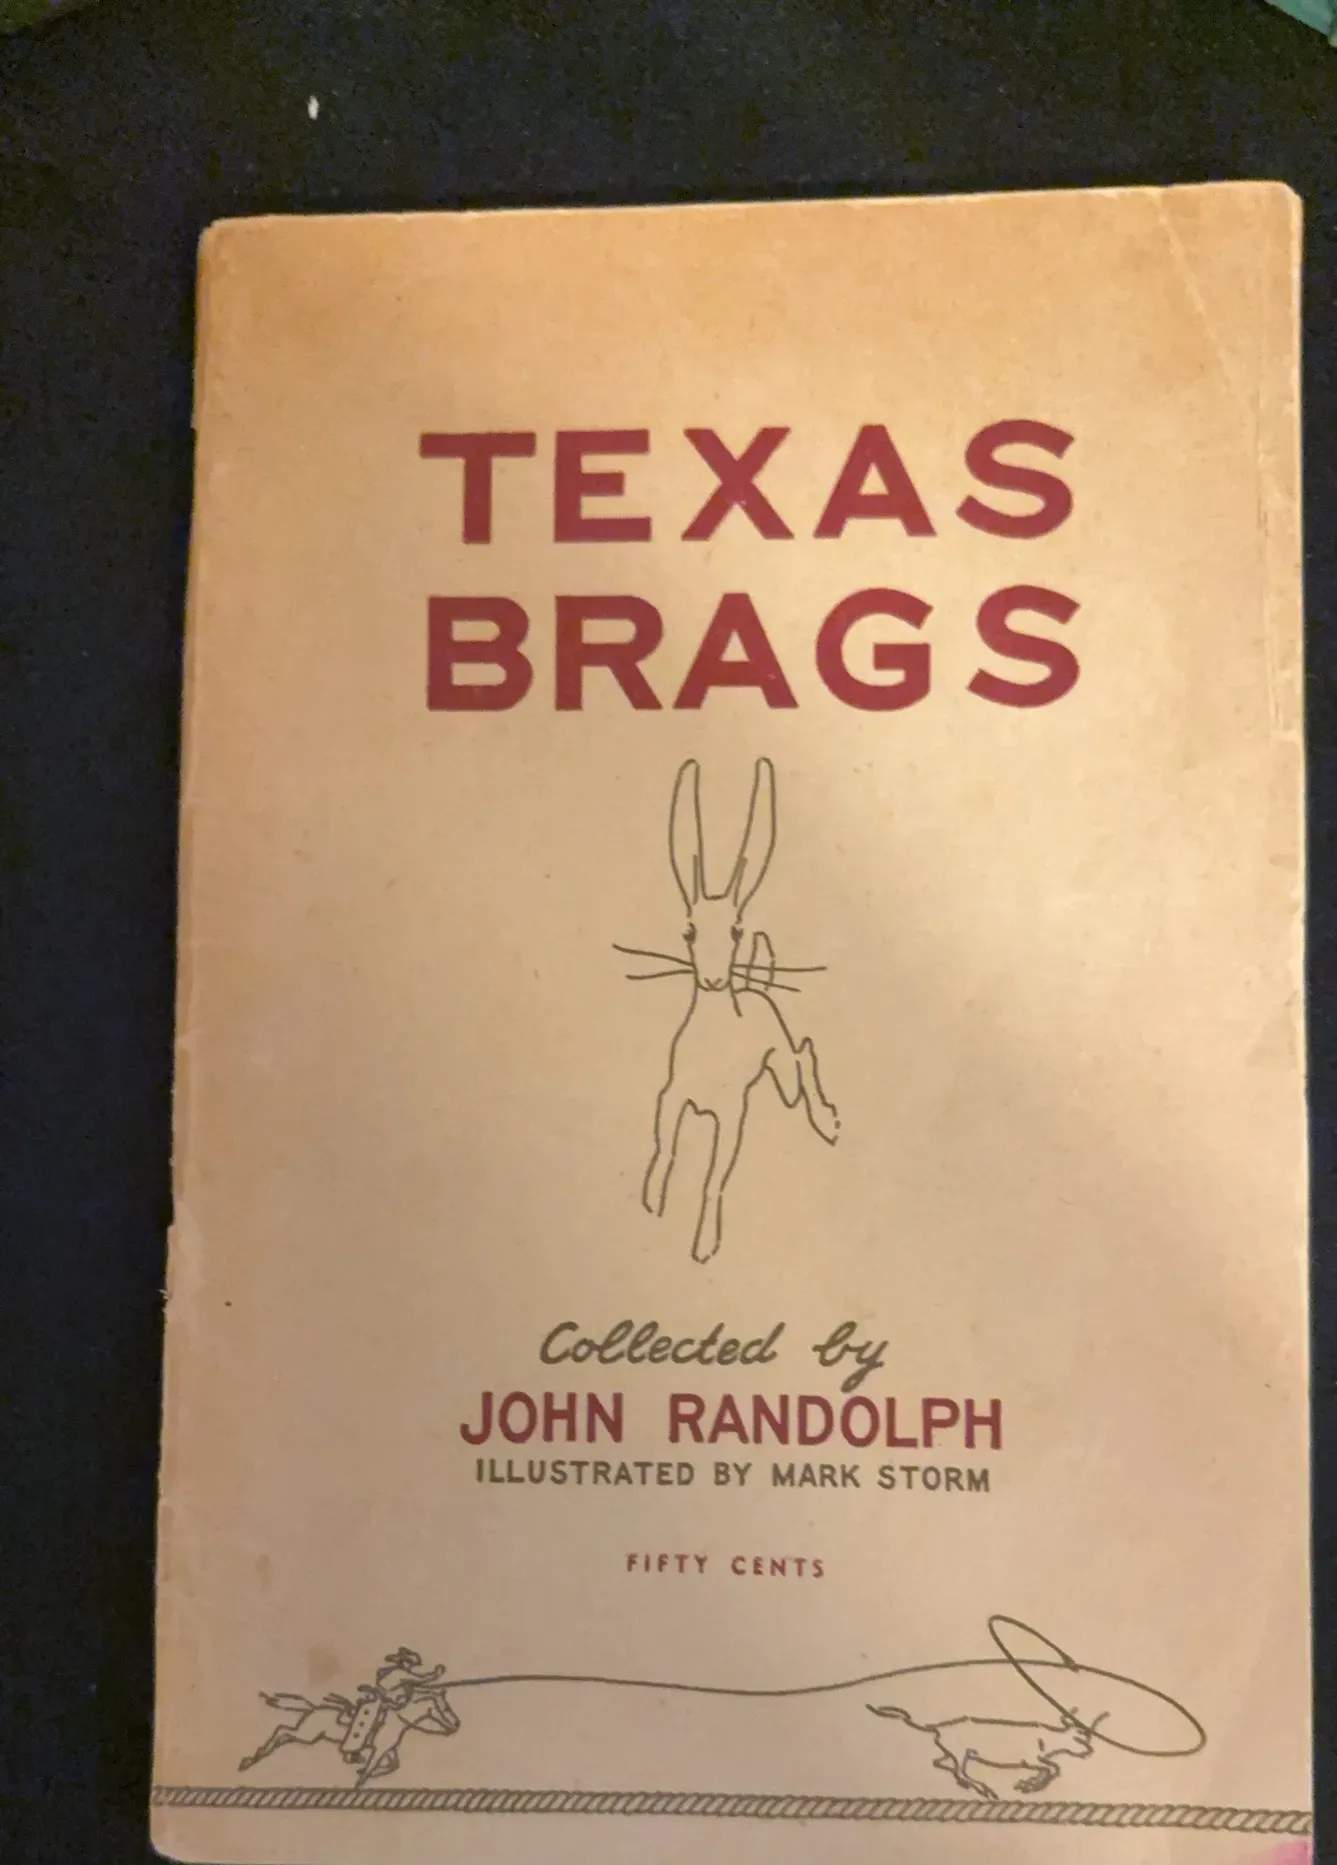 TEXAS
BRAGS
Collected by
JOHN RANDOLPH
ILLUSTRATED BY MARK STORM
FIFTY CENTS